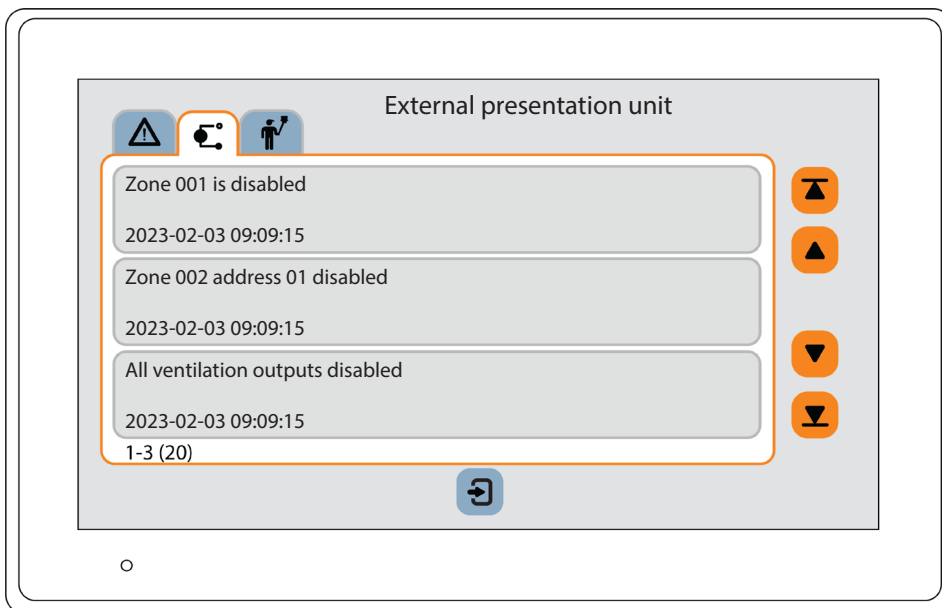 External presentation unit
Zone 001 is disabled
2023-02-03 09:09:15
Zone 002 address 01 disabled
2023-02-03 09:09:15
All ventilation outputs disabled
2023-02-03 09:09:15
1-3 (20)